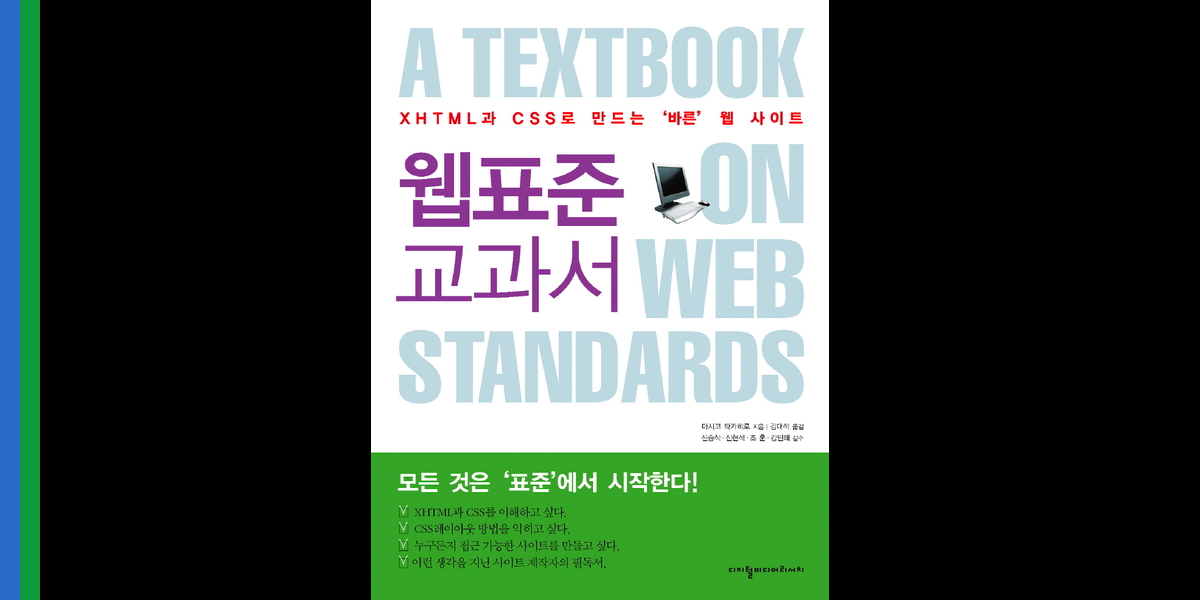 A TEXTBOOK
XHTML과 CSS로 만드는 ‘바른’ 웹 사이트
웹표준
ON
교과서
WEB
STANDARDS
마시코 타카히로 지음 | 김대석 옮김
신승식 · 신현석 · 조 훈 · 강민혜 감수
모든 것은 ‘표준’에서 시작한다!
XHTML과 CSS를 이해하고 싶다.
CSS레이아웃 방법을 익히고 싶다.
누구든지 접근 가능한 사이트를 만들고 싶다.
이런 생각을 지닌 사이트 제작자의 필독서.
디지털미디어리서치